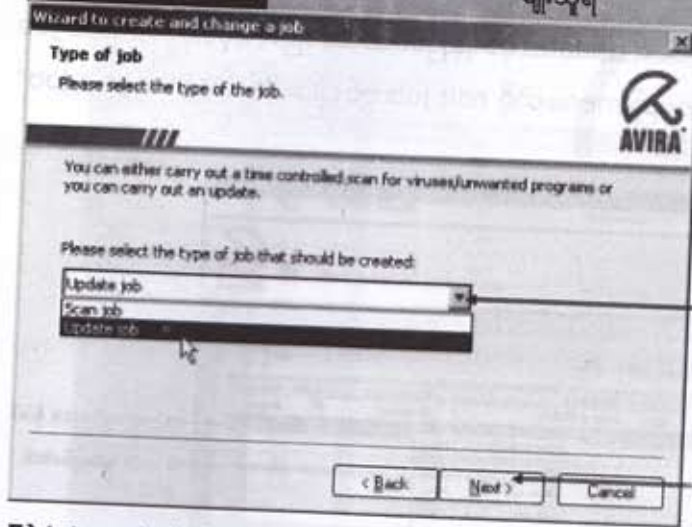 Wizard to create and change a job
Type of job
Please select the type of the job.
AVIRA
You can either carry out a time controlled scan for viruses/unwanted programs or
you can carry out an update.
Please select the type of job that should be created:
Update job
Scan job
Update job
< Back
Next >
Cancel